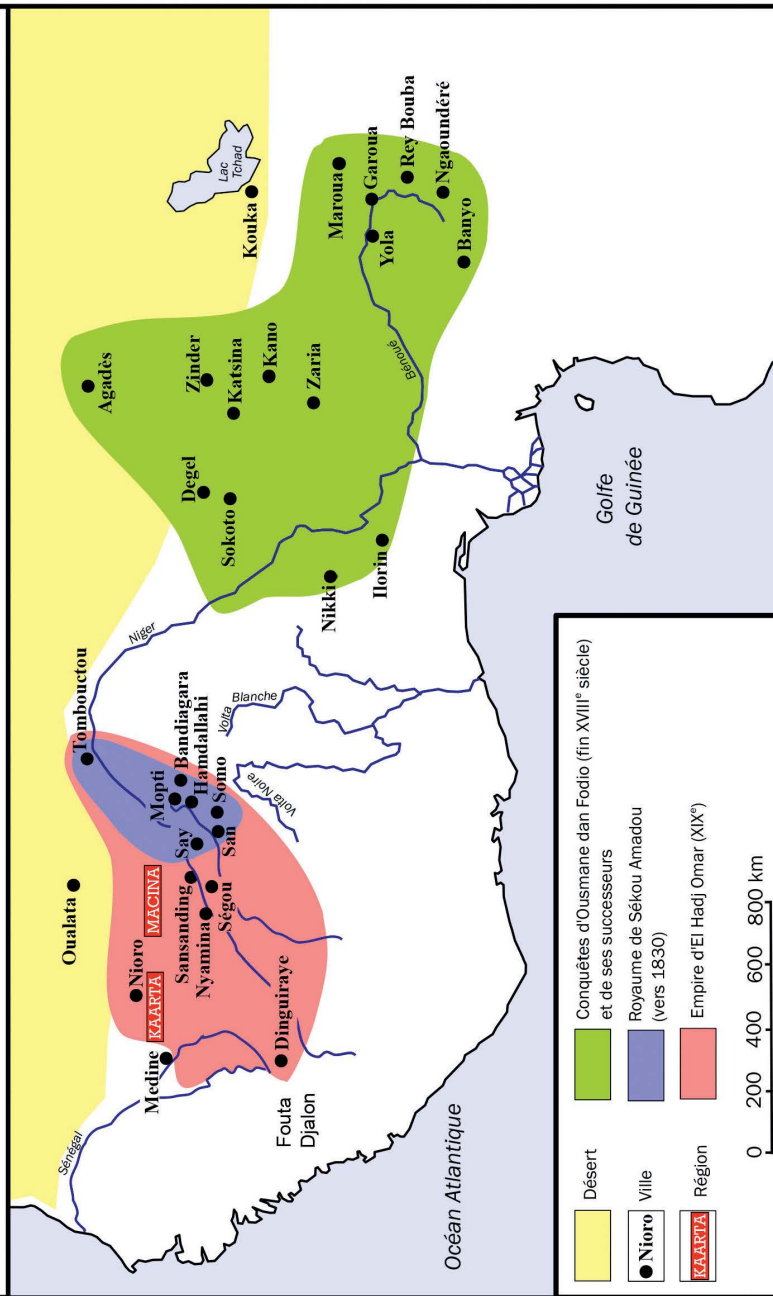 Lac
Tchad
Kouka
Agadès
Zinder
Katsina
Kano
Zaria
Degel
Sokoto
Maroua
Garoua
Rey Bouba
Ngaoundéré
Yola
Banyo
Bénoué
Nikki
Ilorin
Niger
Tombouctou
Oualata
Mopti
Bandiagara
Hamdallahi
Somo
Say
San
MACINA
Sansanding
Nyamina
Ségou
Nioro
KAARTA
Medine
Dinguiraye
Sénégal
Fouta
Djalon
Volta
Blanche
Volta Noire
Golfe
de Guinée
Océan Atlantique
Désert
Nioro
Ville
KAARTA
Région
Conquêtes d'Ousmane dan Fodio (fin XVIIIe siècle)
et de ses successeurs
Royaume de Sékou Amadou
(vers 1830)
Empire d'El Hadj Omar (XIXe)
0 200 400 600 800 km